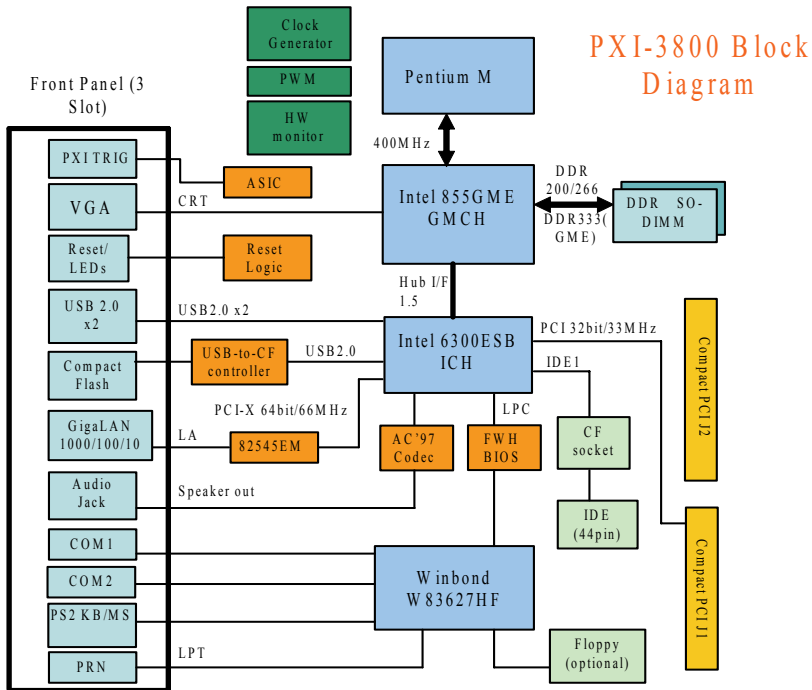 PXI-3800 Block
Diagram
Clock
Generator
PWM
HW
monitor
Pentium M
400MHz
Front Panel (3
Slot)
PXI TRIG
ASIC
VGA
CRT
Intel 855GME
GMCH
DDR
200/266
DDR333(
GME)
DDR SO-
DIMM
Reset/
LEDs
Reset
Logic
Hub I/F
1.5
USB 2.0
x2
USB2.0 x2
Intel 6300ESB
ICH
PCI 32bit/33MHz
Compact PCI J2
Compact
Flash
USB-to-CF
controller
USB2.0
IDE1
PCI-X 64bit/66MHz
LPC
GigaLAN
1000/100/10
LA
82545EM
AC'97
Codec
FWH
BIOS
CF
socket
Audio
Jack
Speaker out
IDE
(44pin)
Compact PCI J1
COM1
COM2
Winbond
W83627HF
PS2 KB/MS
PRN
LPT
Floppy
(optional)